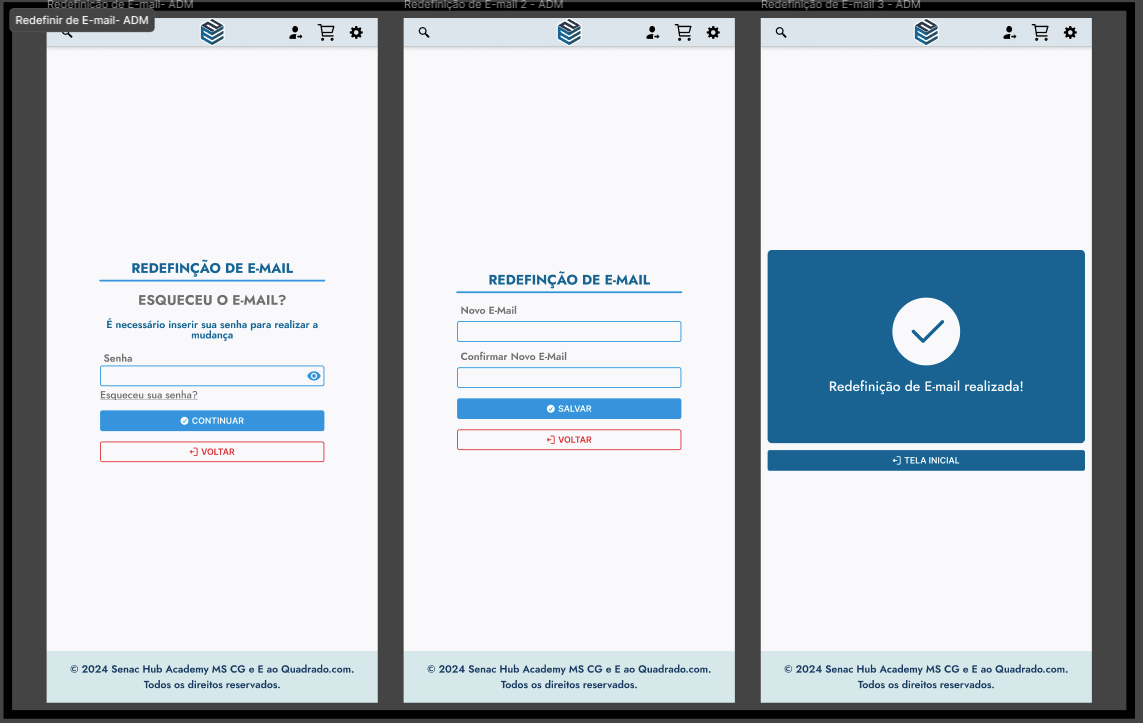 Redefinição de E-mail- ADM
Redefinir de E-mail- ADM
REDEFINÇÃO DE E-MAIL
ESQUECEU O E-MAIL?
É necessário inserir sua senha para realizar a
mudança
Senha
Esqueceu sua senha?
CONTINUAR
VOLTAR
© 2024 Senac Hub Academy MS CG e E ao Quadrado.com.
Todos os direitos reservados.
Redefinição de E-mail 2 - ADM
REDEFINÇÃO DE E-MAIL
Novo E-Mail
Confirmar Novo E-Mail
SALVAR
VOLTAR
© 2024 Senac Hub Academy MS CG e E ao Quadrado.com.
Todos os direitos reservados.
Redefinição de E-mail 3 - ADM
Redefinição de E-mail realizada!
TELA INICIAL
© 2024 Senac Hub Academy MS CG e E ao Quadrado.com.
Todos os direitos reservados.